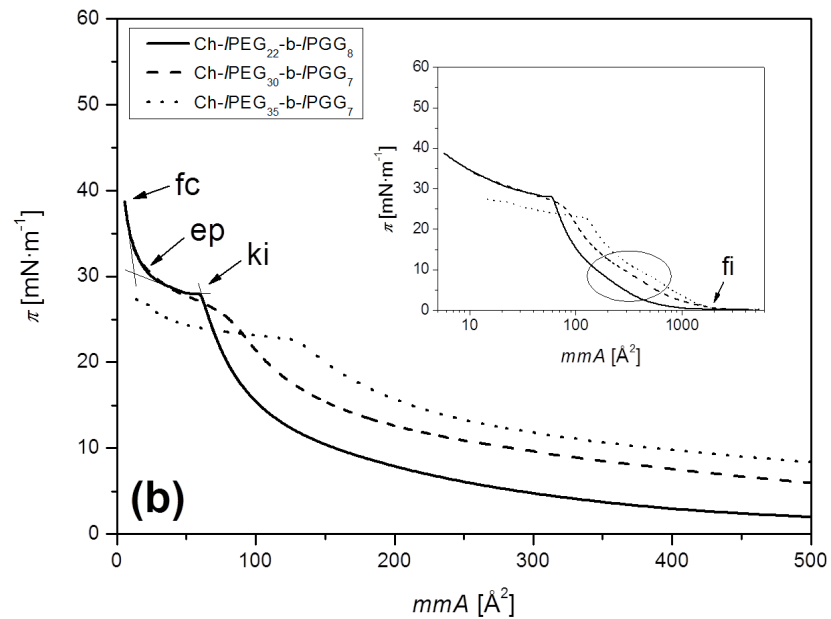 60
50
40
30
20
10
0
π [mN·m⁻¹]
Ch-lPEG₂₂-b-lPGG₈
Ch-lPEG₃₀-b-lPGG₇
Ch-lPEG₃₅-b-lPGG₇
fc
ep
ki
(b)
60
50
40
30
20
10
0
π [mN·m⁻¹]
fi
10 100 1000
mmA [Å²]
0 100 200 300 400 500
mmA [Å²]